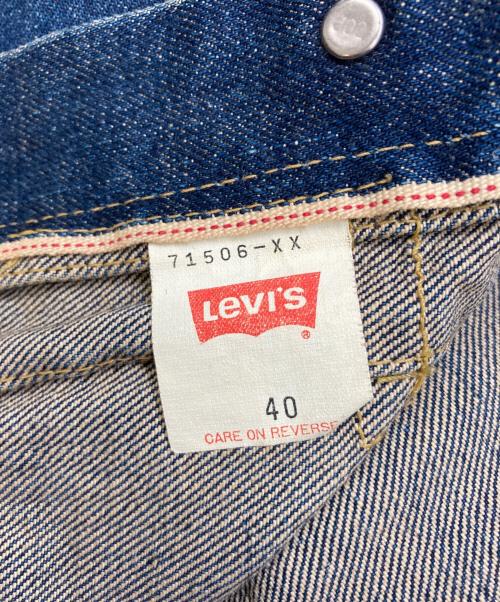 71506-XX
LEVI'S
®
40
CARE ON REVERSE